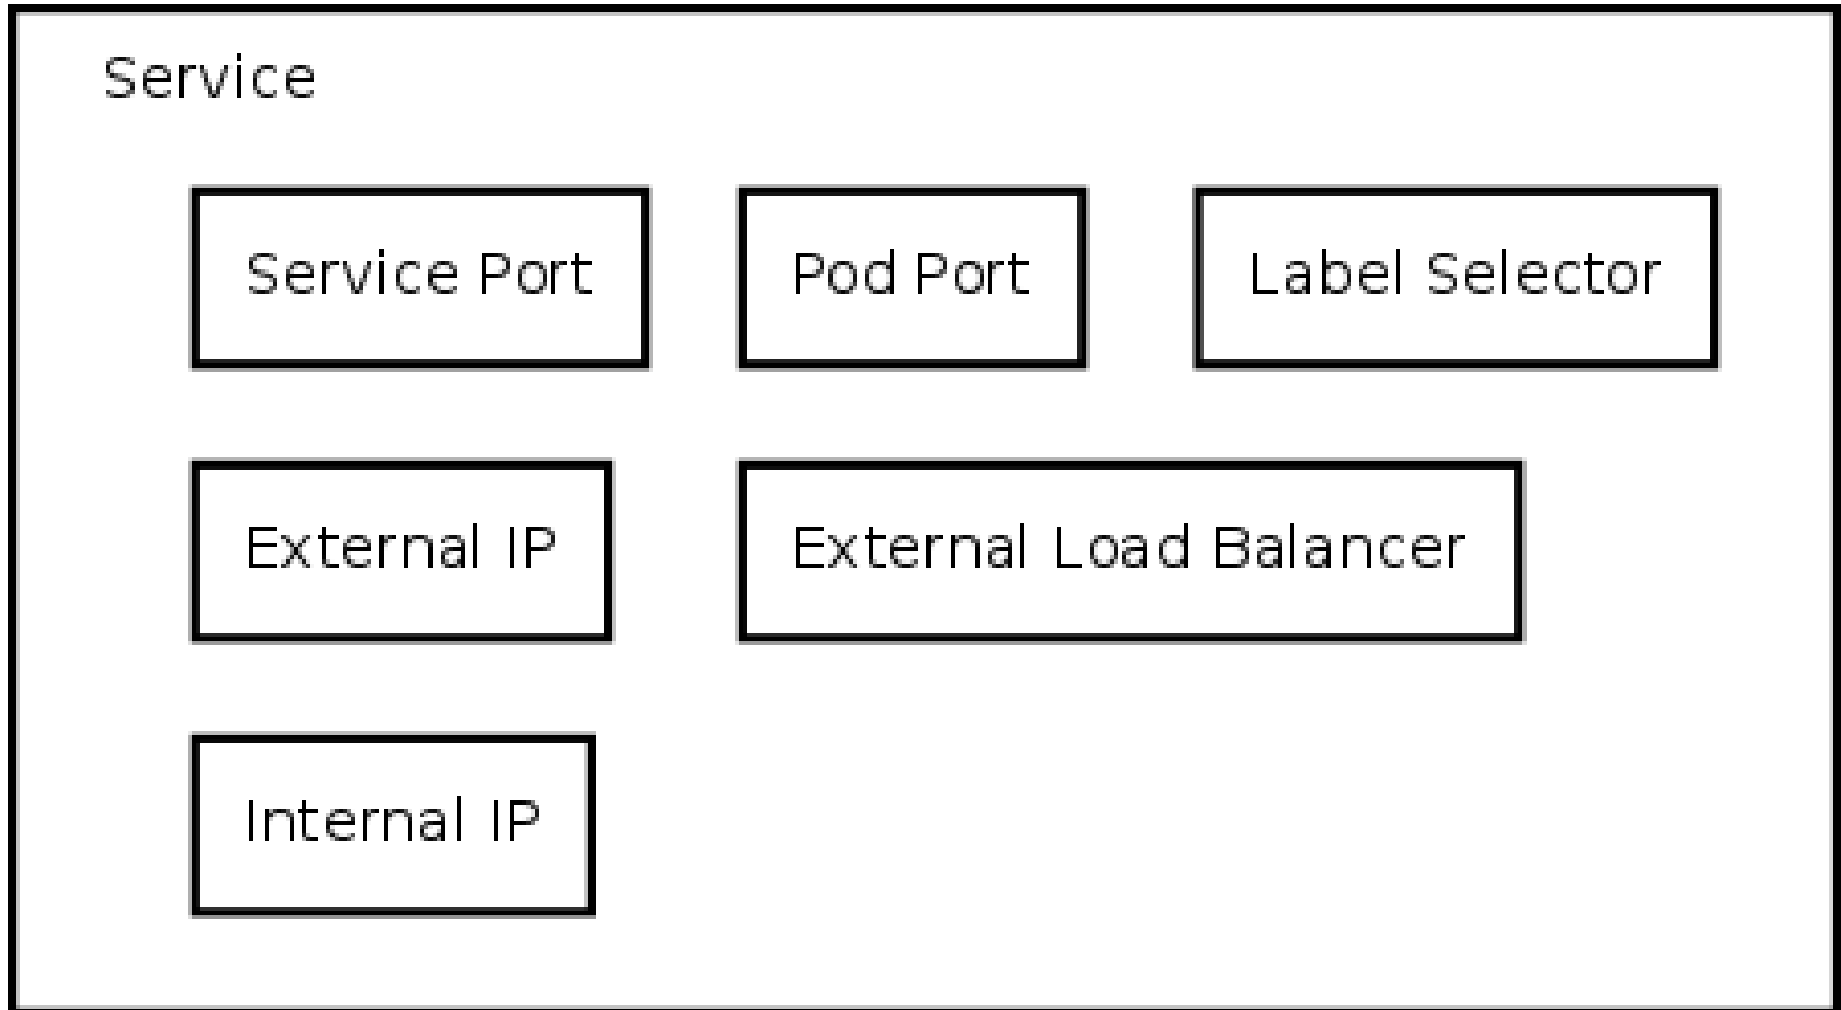 Service
Service Port
Pod Port
Label Selector
External IP
External Load Balancer
Internal IP